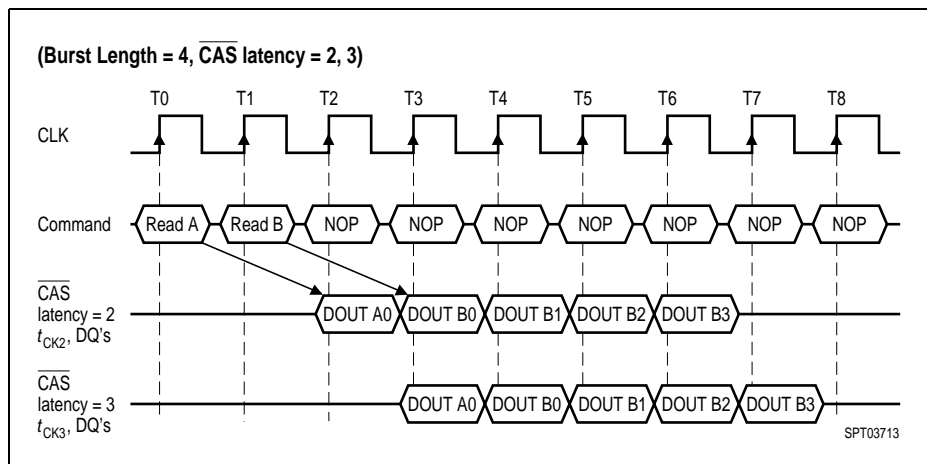 (Burst Length = 4, CAS latency = 2, 3)
T0 T1 T2 T3 T4 T5 T6 T7 T8
CLK
Command Read A Read B NOP NOP NOP NOP NOP NOP NOP
CAS
latency = 2
tCK2, DQ's
DOUT A0 DOUT B0 DOUT B1 DOUT B2 DOUT B3
CAS
latency = 3
tCK3, DQ's
DOUT A0 DOUT B0 DOUT B1 DOUT B2 DOUT B3
SPT03713